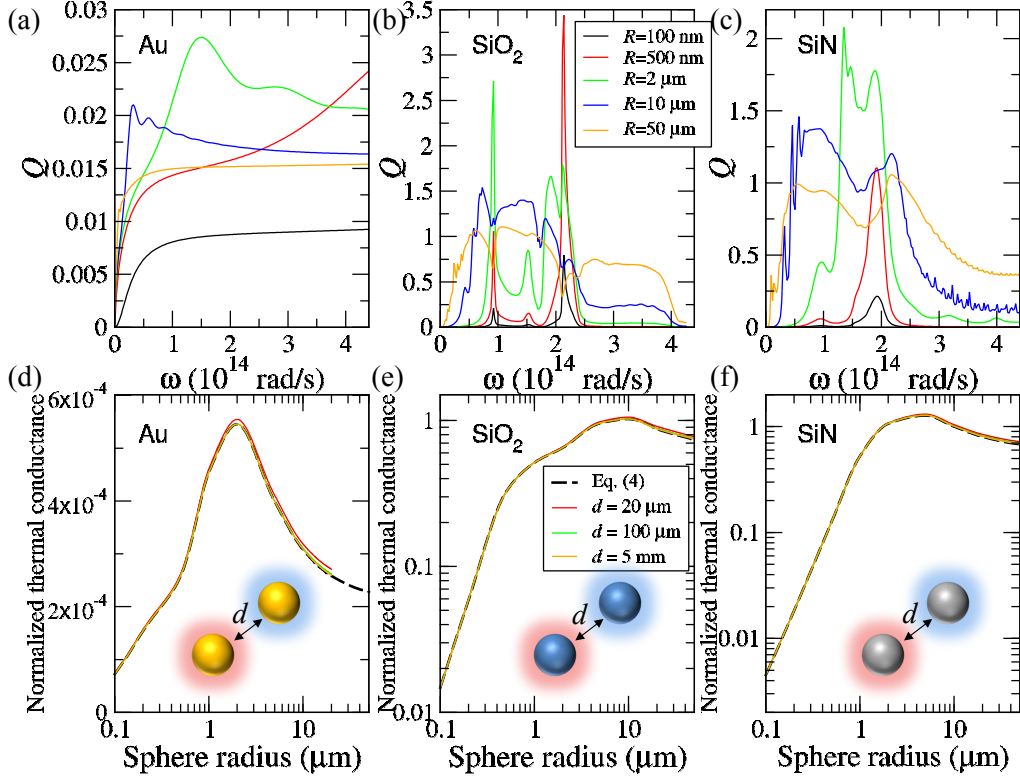 (a)
Au
Q
0.03
0.025
0.02
0.015
0.01
0.005
0
0 1 2 3 4
ω (10^14 rad/s)
(b)
SiO2
Q
3.5
3
2.5
2
1.5
1
0.5
0
0 1 2 3 4
ω (10^14 rad/s)
R=100 nm
R=500 nm
R=2 μm
R=10 μm
R=50 μm
(c)
SiN
Q
2
1.5
1
0.5
0
0 1 2 3 4
ω (10^14 rad/s)
(d)
Au
Normalized thermal conductance
6x10^-4
4x10^-4
2x10^-4
0
d
0.1 1 10
Sphere radius (μm)
(e)
SiO2
Normalized thermal conductance
1
0.1
0.01
Eq. (4)
d = 20 μm
d = 100 μm
d = 5 mm
d
0.1 1 10
Sphere radius (μm)
(f)
SiN
Normalized thermal conductance
1
0.1
0.01
d
0.1 1 10
Sphere radius (μm)